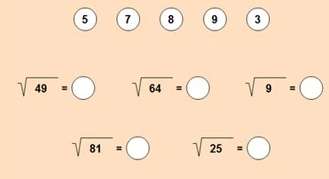 5 7 8 9 3
√49 = √64 = √9 =
√81 = √25 =